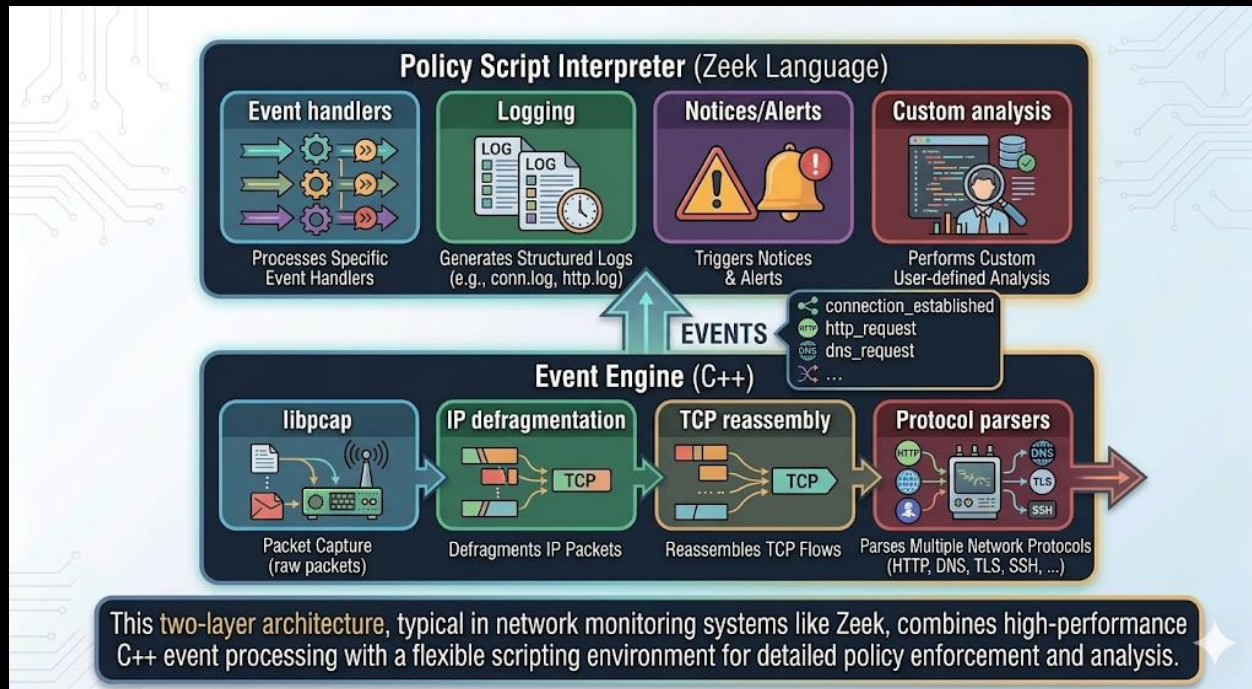 Policy Script Interpreter (Zeek Language)
Event handlers
Processes Specific
Event Handlers
Logging
LOG
LOG
Generates Structured Logs
(e.g., conn.log, http.log)
Notices/Alerts
Triggers Notices
& Alerts
Custom analysis
Performs Custom
User-defined Analysis
EVENTS
connection_established
HTTP http_request
DNS dns_request
...
Event Engine (C++)
libpcap
Packet Capture
(raw packets)
IP defragmentation
TCP
Defragments IP Packets
TCP reassembly
TCP
Reassembles TCP Flows
Protocol parsers
HTTP
DNS
TLS
SSH
Parses Multiple Network Protocols
(HTTP, DNS, TLS, SSH, ...)
This two-layer architecture, typical in network monitoring systems like Zeek, combines high-performance
C++ event processing with a flexible scripting environment for detailed policy enforcement and analysis.